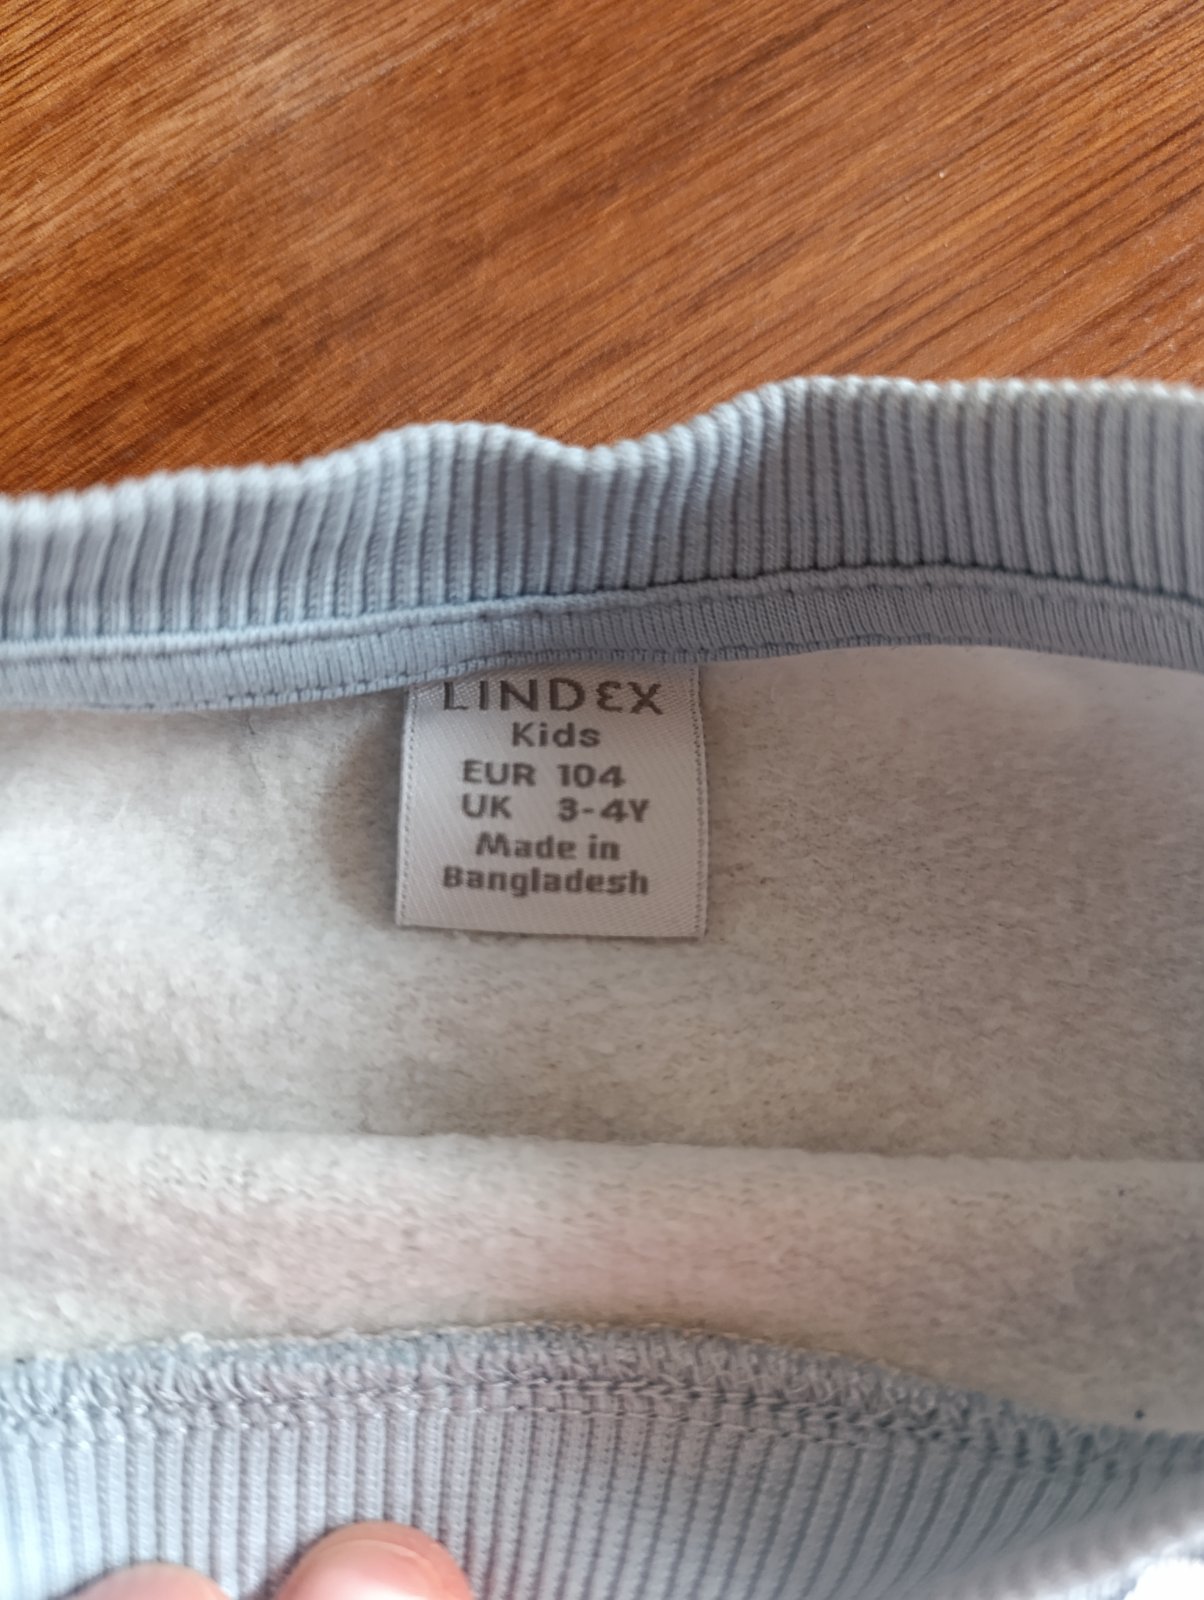 LINDEX
Kids
EUR 104
UK 3-4Y
Made in
Bangladesh